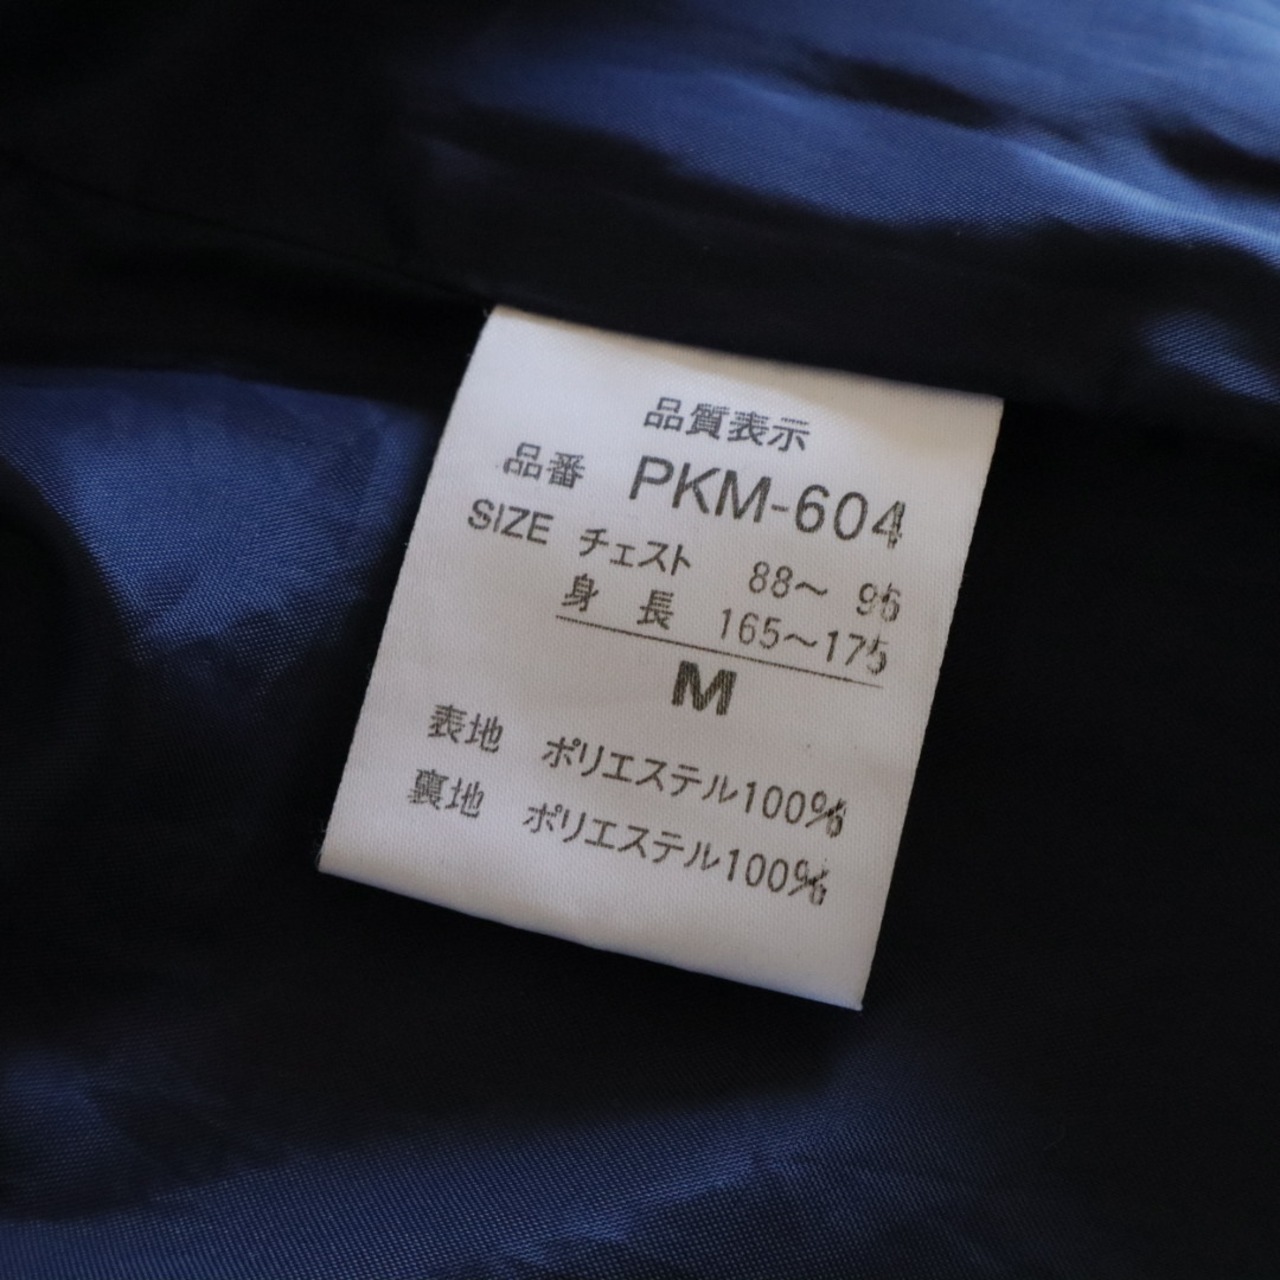 品質表示
品番 PKM-604
SIZE チェスト 88〜 96
身 長 165〜175
M
表地 ポリエステル100%
裏地 ポリエステル100%